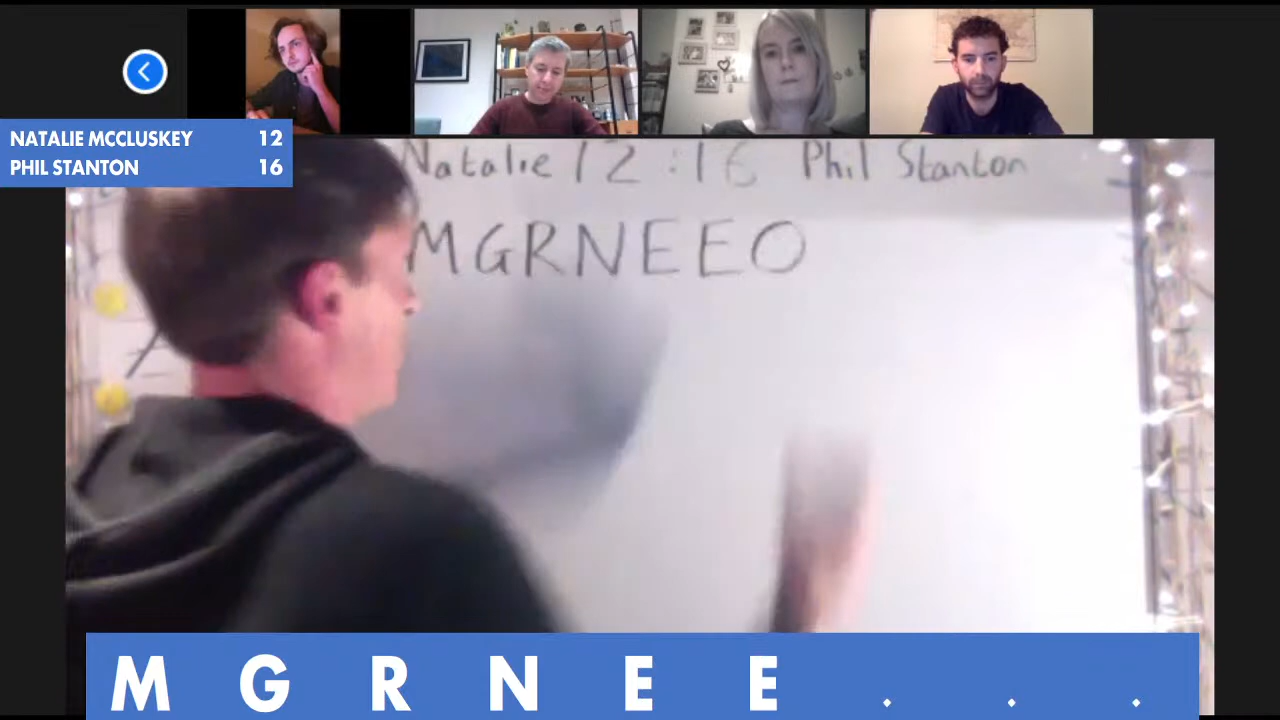 NATALIE MCCLUSKEY 12
PHIL STANTON 16
Natalie 12 : 16 Phil Stanton
MGRNEEO
M G R N E E . . .